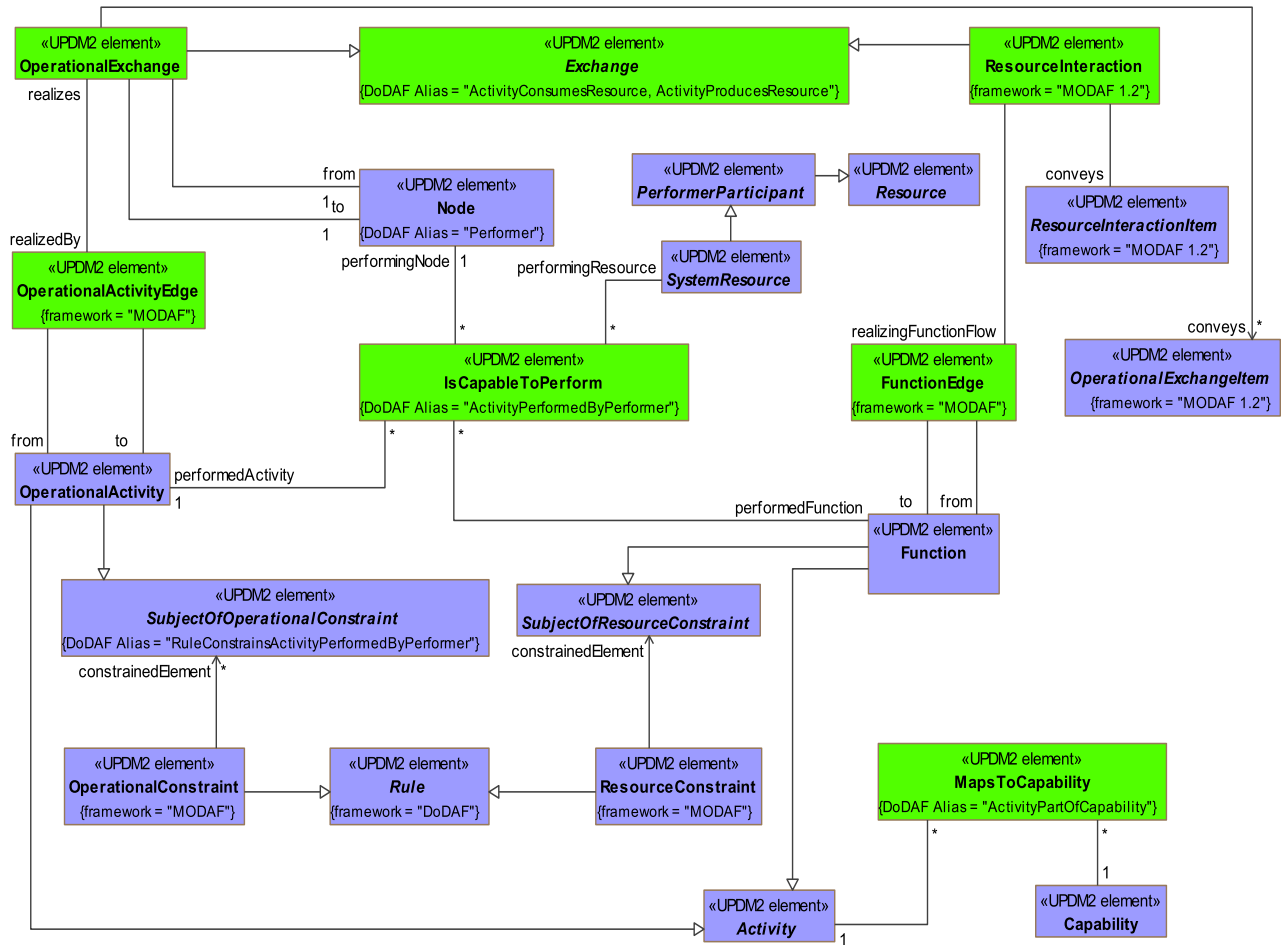 «UPDM2 element»
OperationalExchange
«UPDM2 element»
Exchange
{DoDAF Alias = "ActivityConsumesResource, ActivityProducesResource"}
«UPDM2 element»
ResourceInteraction
{framework = "MODAF 1.2"}
realizes
from
1
to
1
«UPDM2 element»
Node
{DoDAF Alias = "Performer"}
«UPDM2 element»
PerformerParticipant
«UPDM2 element»
Resource
conveys
«UPDM2 element»
ResourceInteractionItem
{framework = "MODAF 1.2"}
realizedBy
«UPDM2 element»
OperationalActivityEdge
{framework = "MODAF"}
performingNode
1
performingResource
«UPDM2 element»
SystemResource
*
*
realizingFunctionFlow
conveys
*
«UPDM2 element»
IsCapableToPerform
{DoDAF Alias = "ActivityPerformedByPerformer"}
«UPDM2 element»
FunctionEdge
{framework = "MODAF"}
«UPDM2 element»
OperationalExchangeItem
{framework = "MODAF 1.2"}
from
to
*
*
«UPDM2 element»
OperationalActivity
performedActivity
1
performedFunction
to
from
«UPDM2 element»
Function
«UPDM2 element»
SubjectOfOperationalConstraint
{DoDAF Alias = "RuleConstrainsActivityPerformedByPerformer"}
«UPDM2 element»
SubjectOfResourceConstraint
constrainedElement
*
constrainedElement
«UPDM2 element»
OperationalConstraint
{framework = "MODAF"}
«UPDM2 element»
Rule
{framework = "DoDAF"}
«UPDM2 element»
ResourceConstraint
{framework = "MODAF"}
«UPDM2 element»
MapsToCapability
{DoDAF Alias = "ActivityPartOfCapability"}
*
*
1
«UPDM2 element»
Activity
1
«UPDM2 element»
Capability